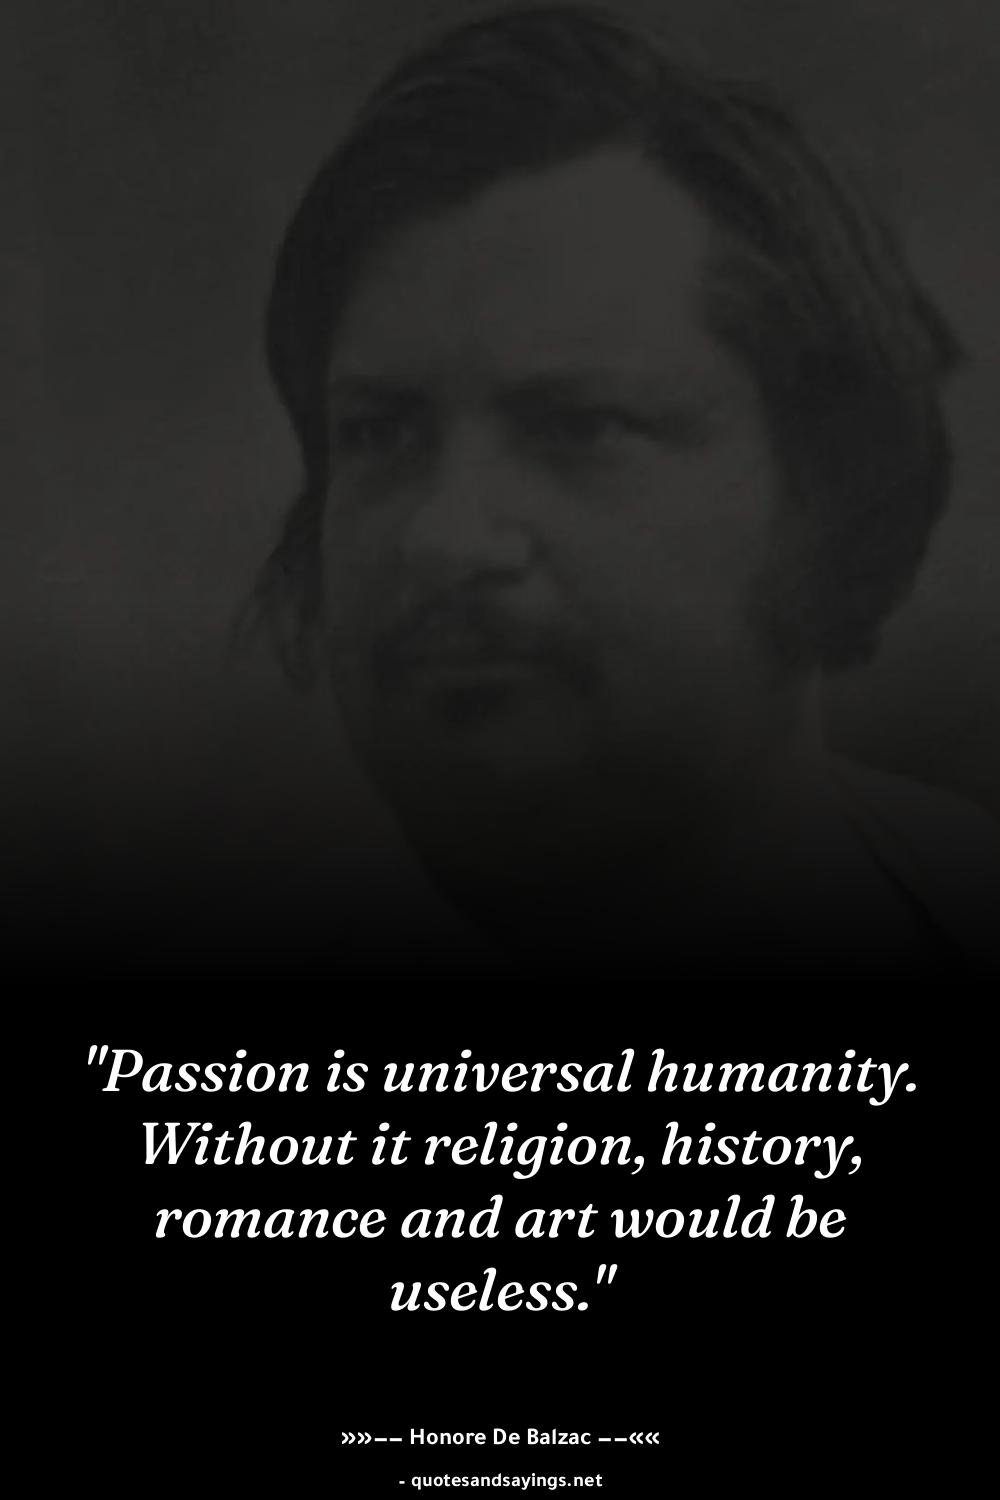 "Passion is universal humanity.
Without it religion, history,
romance and art would be
useless."
»»−− Honore De Balzac −−««
- quotesandsayings.net